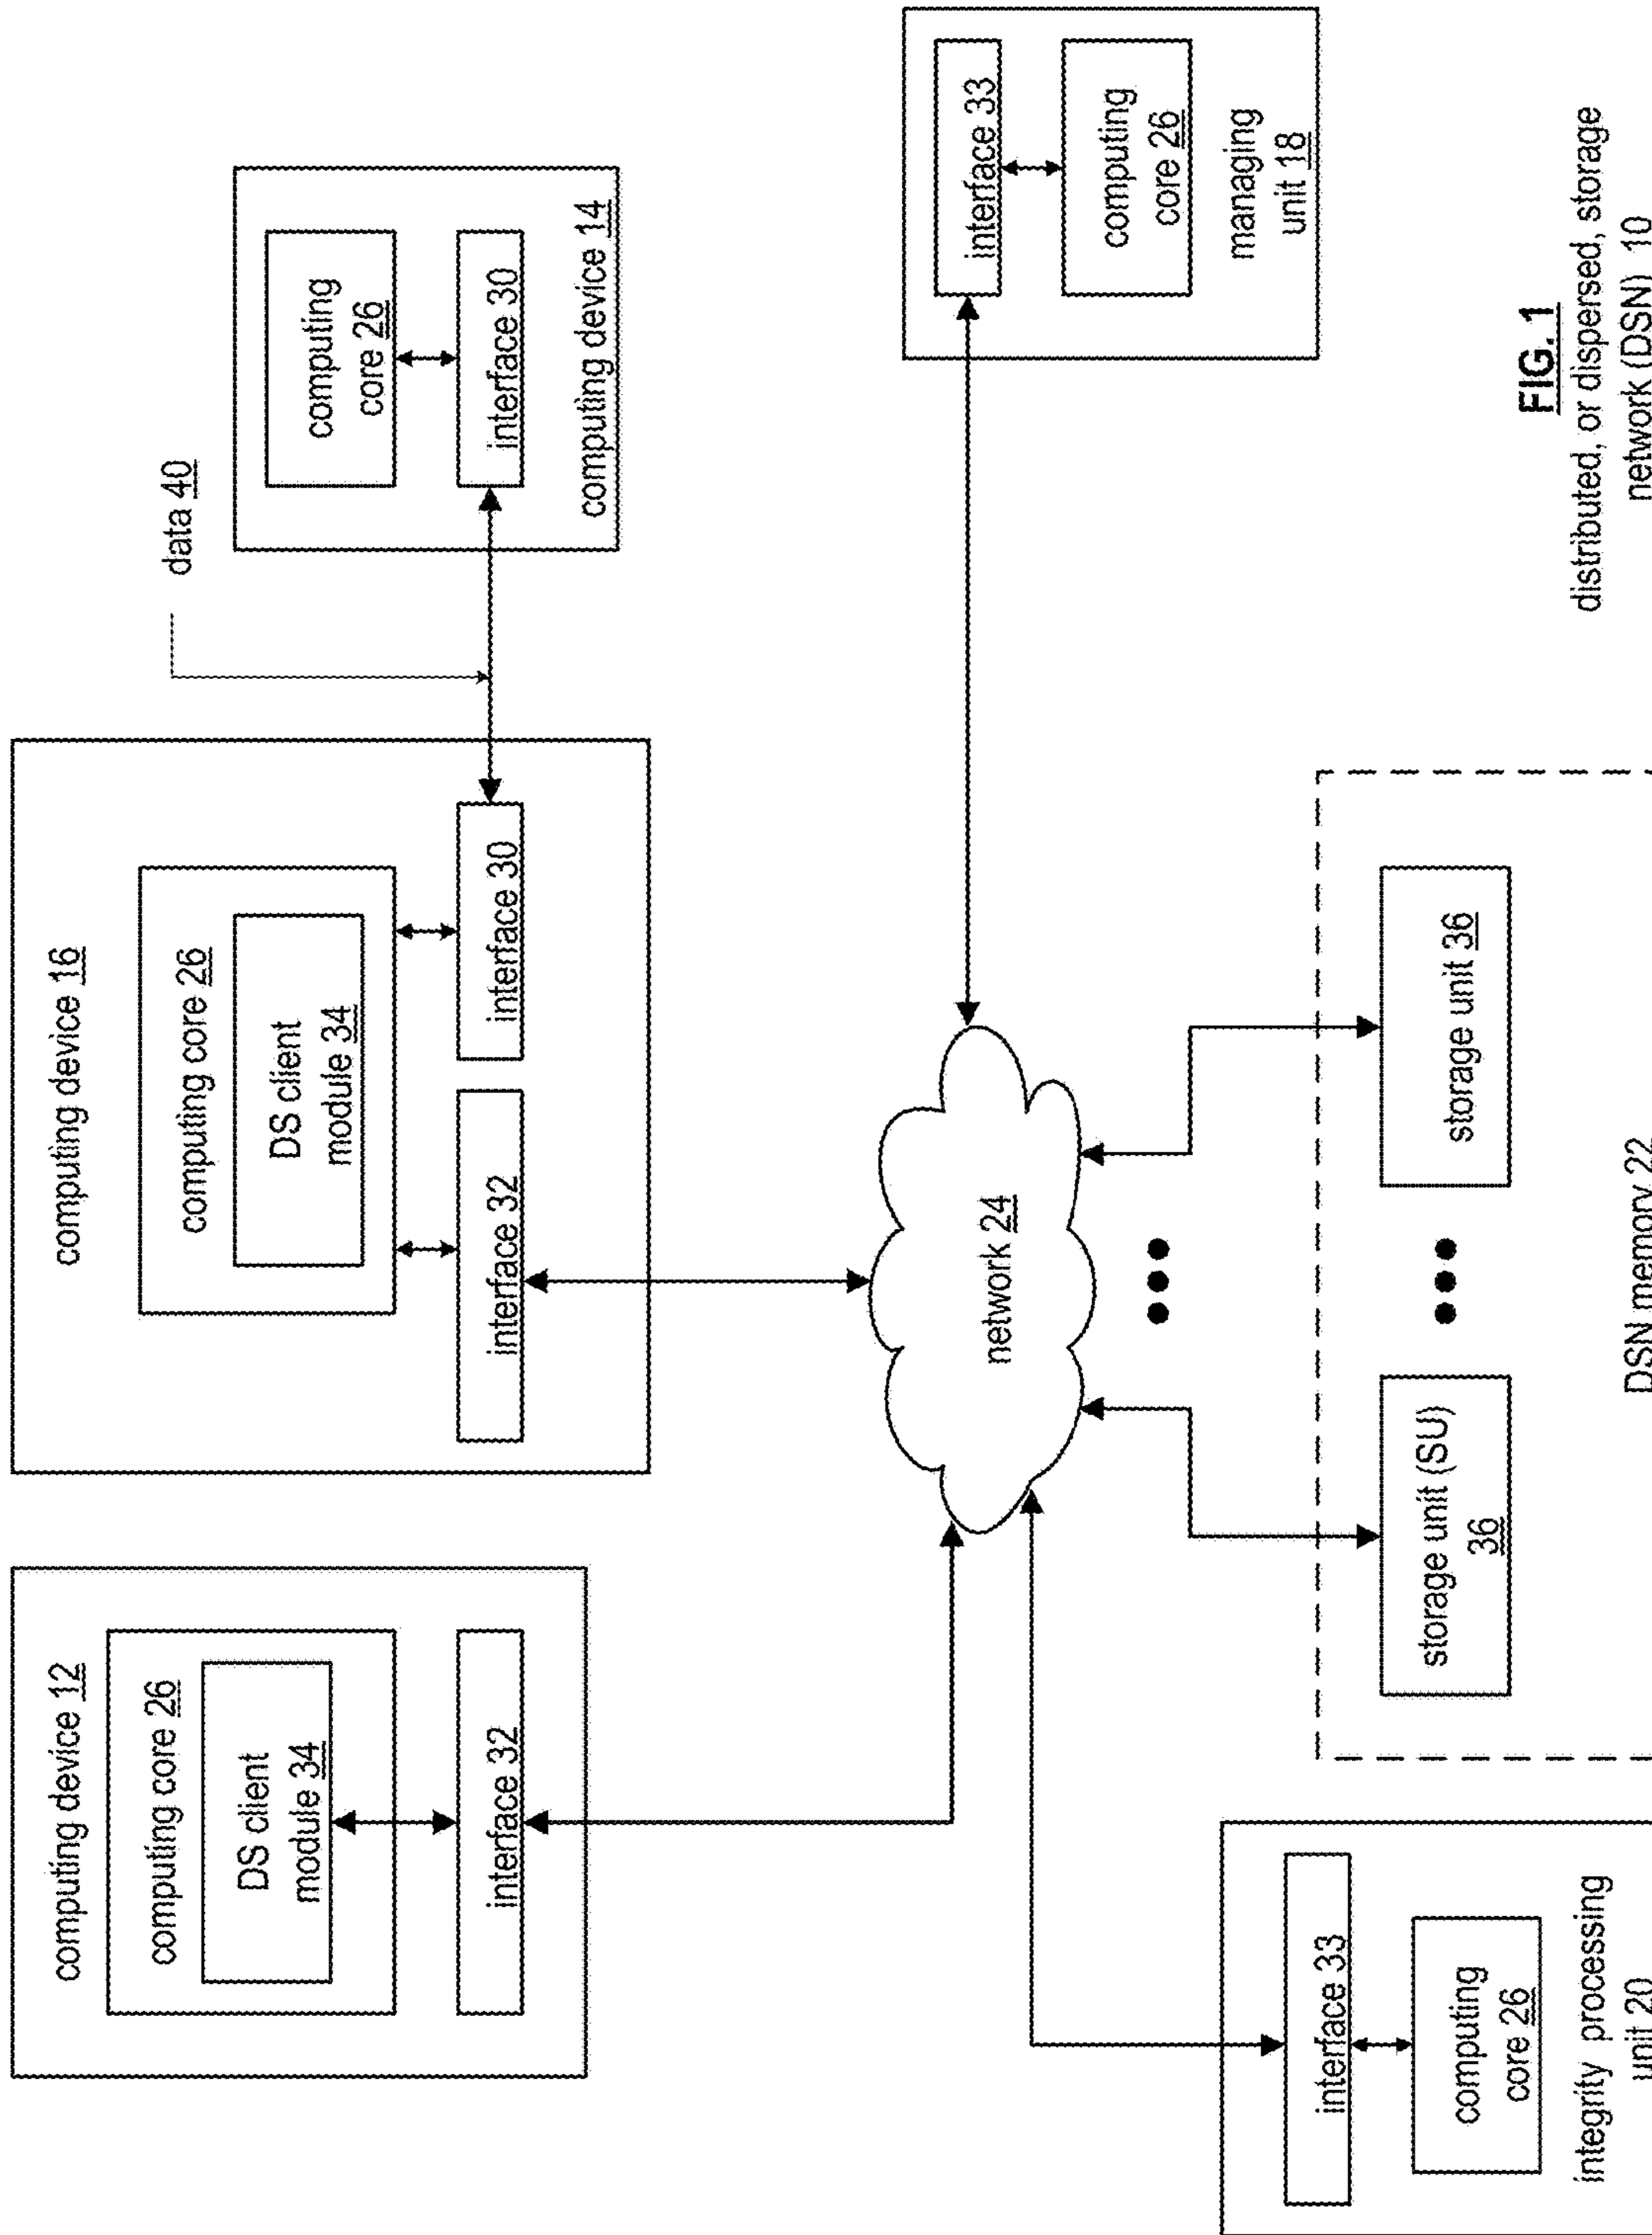 computing device 12
computing core 26
DS client
module 34
interface 32
computing device 16
computing core 26
DS client
module 34
interface 32
interface 30
data 40
computing
core 26
interface 30
computing device 14
network 24
interface 33
computing
core 26
managing
unit 18
interface 33
computing
core 26
integrity processing
unit 20
storage unit (SU)
36
storage unit 36
DSN memory 22
FIG. 1
distributed, or dispersed, storage
network (DSN) 10